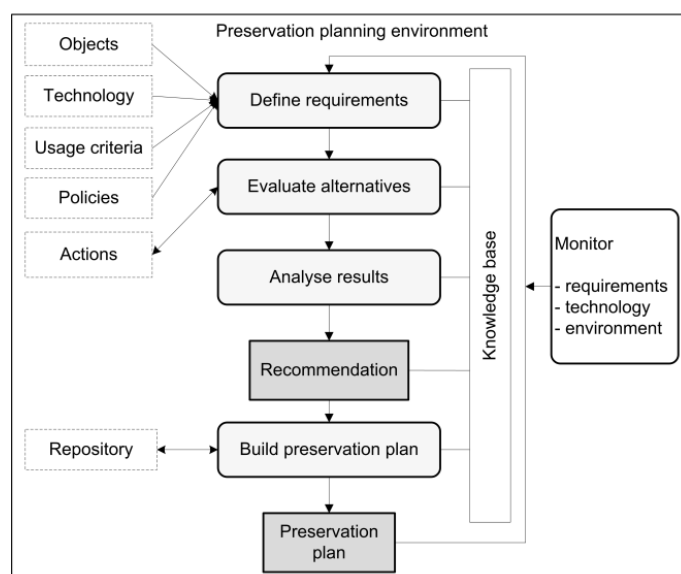 Preservation planning environment
Objects
Technology
Usage criteria
Policies
Actions
Repository
Define requirements
Evaluate alternatives
Analyse results
Recommendation
Build preservation plan
Preservation
plan
Knowledge base
Monitor
- requirements
- technology
- environment